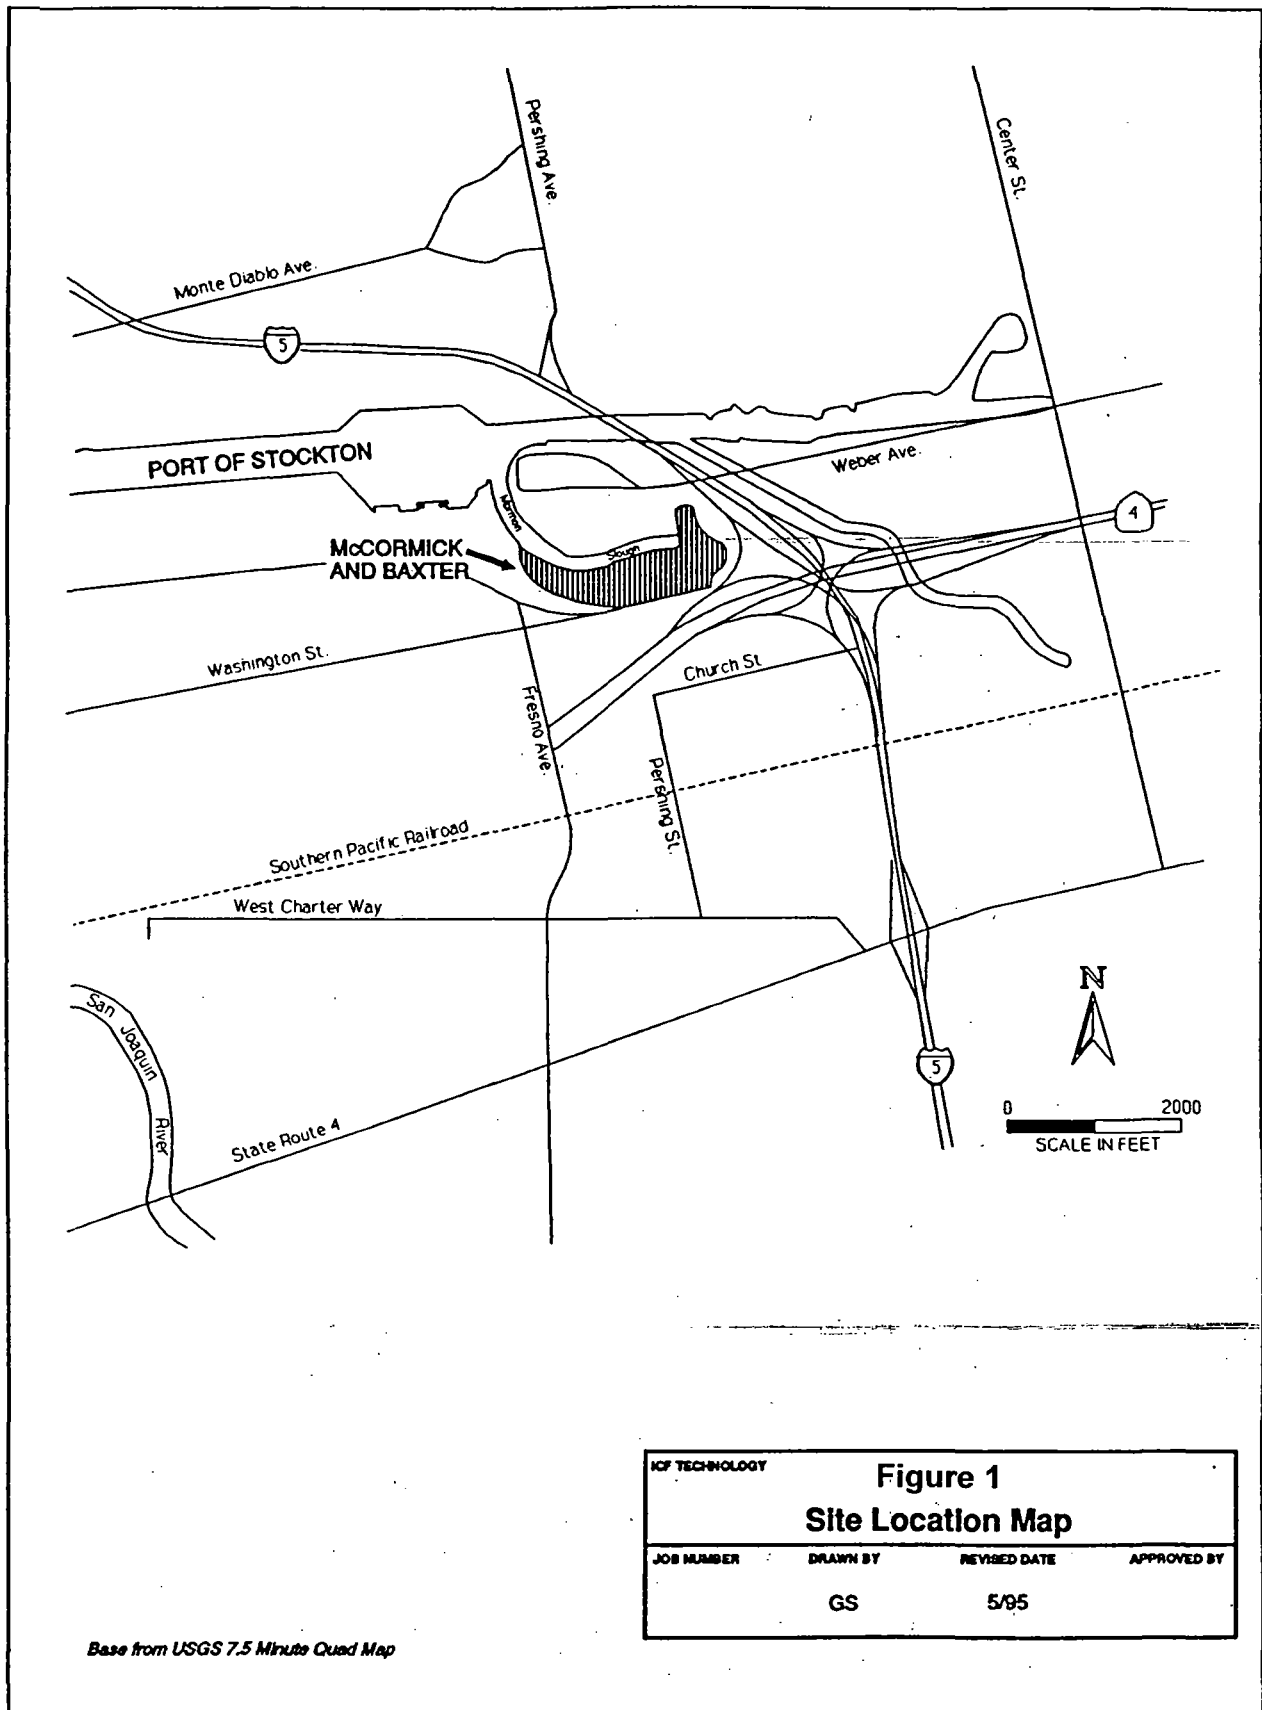 Pershing Ave.
Center St.
Monte Diablo Ave.
5
PORT OF STOCKTON
Weber Ave.
4
Mormon
Slough
McCORMICK
AND BAXTER
Washington St.
Church St
Fresno Ave.
Pershing St.
Southern Pacific Railroad
West Charter Way
San Joaquin River
N
5
0 2000
SCALE IN FEET
State Route 4
ICF TECHNOLOGY
Figure 1
Site Location Map
JOB NUMBER DRAWN BY REVISED DATE APPROVED BY
GS 5/95
Base from USGS 7.5 Minute Quad Map